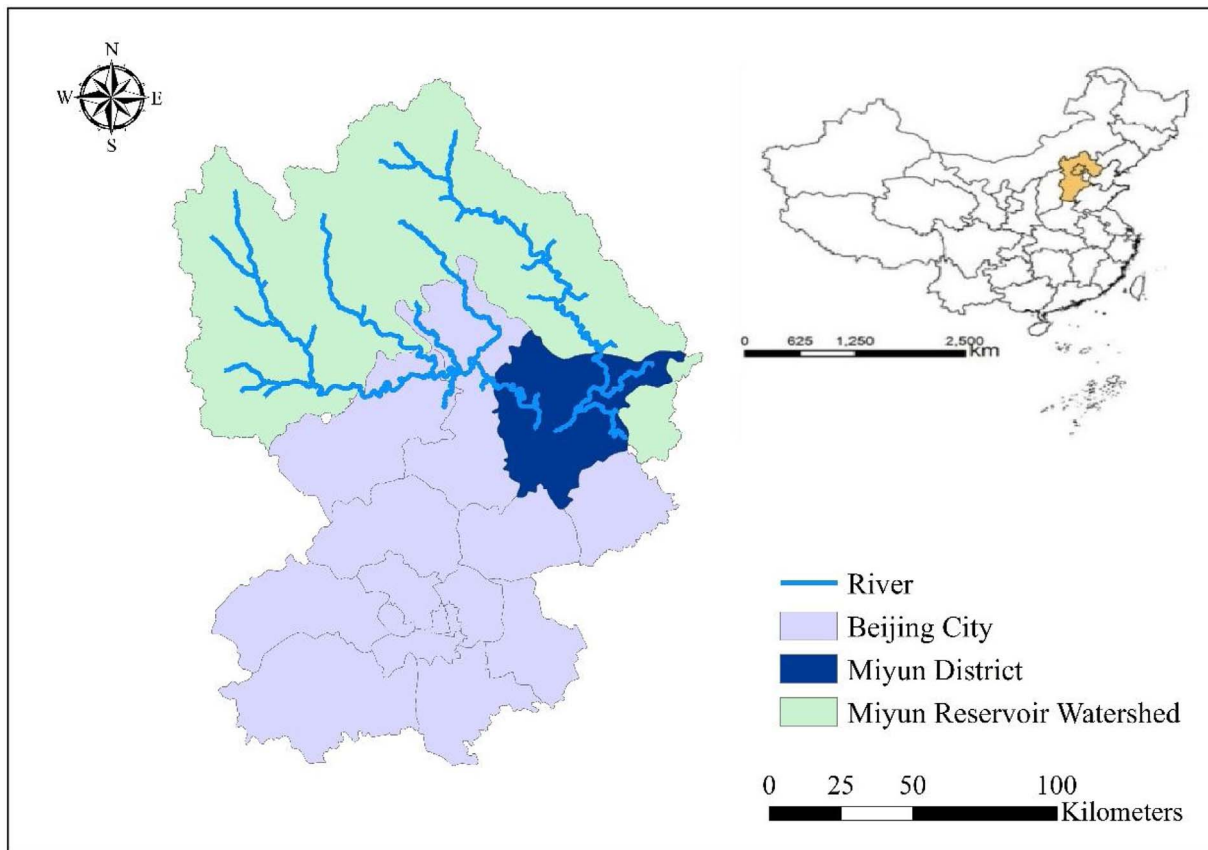 N
W E
S
0 625 1,250 2,500
km
River
Beijing City
Miyun District
Miyun Reservoir Watershed
0 25 50 100
Kilometers